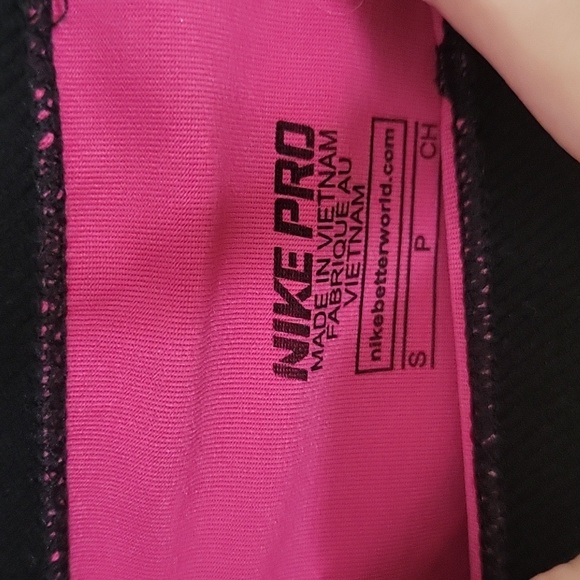 NIKE PRO
MADE IN VIETNAM
FABRIQUE AU
VIETNAM
nikebetterworld.com
S P CH